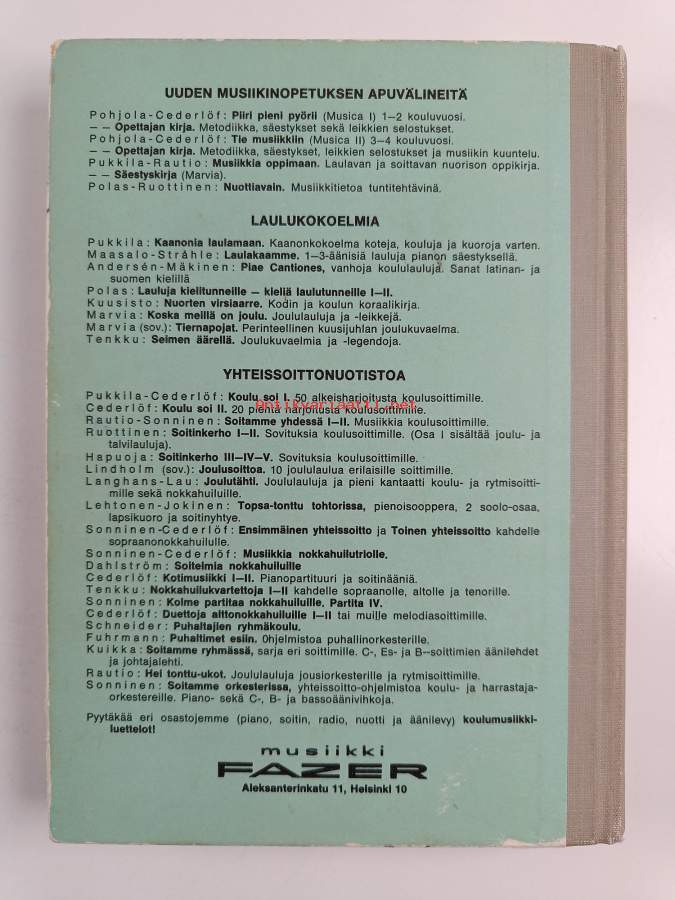 UUDEN MUSIIKINOPETUKSEN APUVÄLINEITÄ
Pohjola-Cederlöf: Piiri pieni pyörii (Musica I) 1—2 kouluvuosi.
— — Opettajan kirja. Metodiikka, säestykset sekä leikkien selostukset.
Pohjola-Cederlöf: Tie musiikkiin (Musica II) 3—4 kouluvuosi.
— — Opettajan kirja. Metodiikka, säestykset, leikkien selostukset ja musiikin kuuntelu.
Pukkila-Rautio: Musiikkia oppimaan. Laulavan ja soittavan nuorison oppikirja.
— — Säestyskirja (Marvia).
Polas-Ruottinen: Nuottiavain. Musiikkitietoa tuntitehtävinä.
LAULUKOKOELMIA
Pukkila: Kaanonia laulamaan. Kaanonkokoelma koteja, kouluja ja kuoroja varten.
Maasalo-Stråhle: Laulakaamme. 1—3-äänisiä lauluja pianon säestyksellä.
Andersén-Mäkinen: Piae Cantiones, vanhoja koululauluja. Sanat latinan- ja
suomen kielillä
Polas: Lauluja kielitunneille — kieliä laulutunneille I—II.
Kuusisto: Nuorten virsiaarre. Kodin ja koulun koraalikirja.
Marvia: Koska meillä on joulu. Joululauluja ja -leikkejä.
Marvia (sov.): Tiernapojat. Perinteellinen kuusijuhlan joulukuvaelma.
Tenkku: Seimen äärellä. Joulukuvaelmia ja -legendoja.
YHTEISSOITTONUOTISTOA
Pukkila-Cederlöf: Koulu soi I. 50 alkeisharjoitusta koulusoittimille.
Antikvariaatti.net
Cederlöf: Koulu soi II. 20 pientä harjoitusta koulusoittimille.
Rautio-Sonninen: Soitamme yhdessä I—II. Musiikkia koulusoittimille.
Ruottinen: Soitinkerho I—II. Sovituksia koulusoittimille. (Osa I sisältää joulu- ja
talvilauluja).
Hapuoja: Soitinkerho III—IV—V. Sovituksia koulusoittimille.
Lindholm (sov.): Joulusoittoa. 10 joululaulua erilaisille soittimille.
Langhans-Lau: Joulutähti. Joululauluja ja pieni kantaatti koulu- ja rytmisoitti-
mille sekä nokkahuiluille.
Lehtonen-Jokinen: Topsa-tonttu tohtorissa, pienoisooppera, 2 soolo-osaa,
lapsikuoro ja soitinyhtye.
Sonninen-Cederlöf: Ensimmäinen yhteissoitto ja Toinen yhteissoitto kahdelle
sopraanonokkahuilulle.
Sonninen-Cederlöf: Musiikkia nokkahuilutriolle.
Dahlström: Soitelmia nokkahuiluille
Cederlöf: Kotimusiikki I—II. Pianopartituuri ja soitinääniä.
Tenkku: Nokkahuilukvartettoja I—II kahdelle sopraanolle, altolle ja tenorille.
Sonninen: Kolme partitaa nokkahuiluille. Partita IV.
Cederlöf: Duettoja alttonokkahuiluille I—II tai muille melodiasoittimille.
Schneider: Puhaltajien ryhmäkoulu.
Fuhrmann: Puhaltimet esiin. Ohjelmistoa puhallinorkesterille.
Kuikka: Soitamme ryhmässä, sarja eri soittimille. C-, Es- ja B--soittimien äänilehdet
ja johtajalehti.
Rautio: Hei tonttu-ukot. Joululauluja jousiorkesterille ja rytmisoittimille.
Sonninen: Soitamme orkesterissa, yhteissoitto-ohjelmistoa koulu- ja harrastaja-
orkestereille. Piano- sekä C-, B- ja bassoäänivihkoja.
Pyytäkää eri osastojemme (piano, soitin, radio, nuotti ja äänilevy) koulumusiikki-
luettelot!
musiikki
FAZER
Aleksanterinkatu 11, Helsinki 10